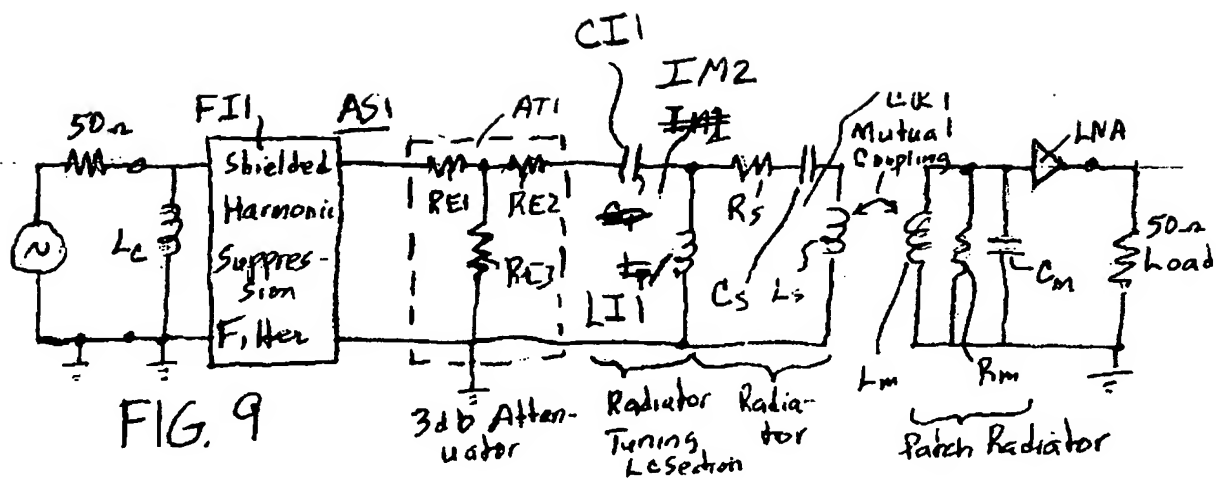 CI1
IM2
FI1
AS1
AT1
Mutual
Coupling
LNA
50Ω
Shielded
Harmonic
Suppres-
sion
Filter
Lc
RE1
RE2
RE3
Rs
Cs
Ls
LI1
Lm
Rm
Cm
50Ω
Load
FIG. 9
3db Atten-
uator
Radiator
Tuning
LC Section
Radia-
tor
Patch Radiator